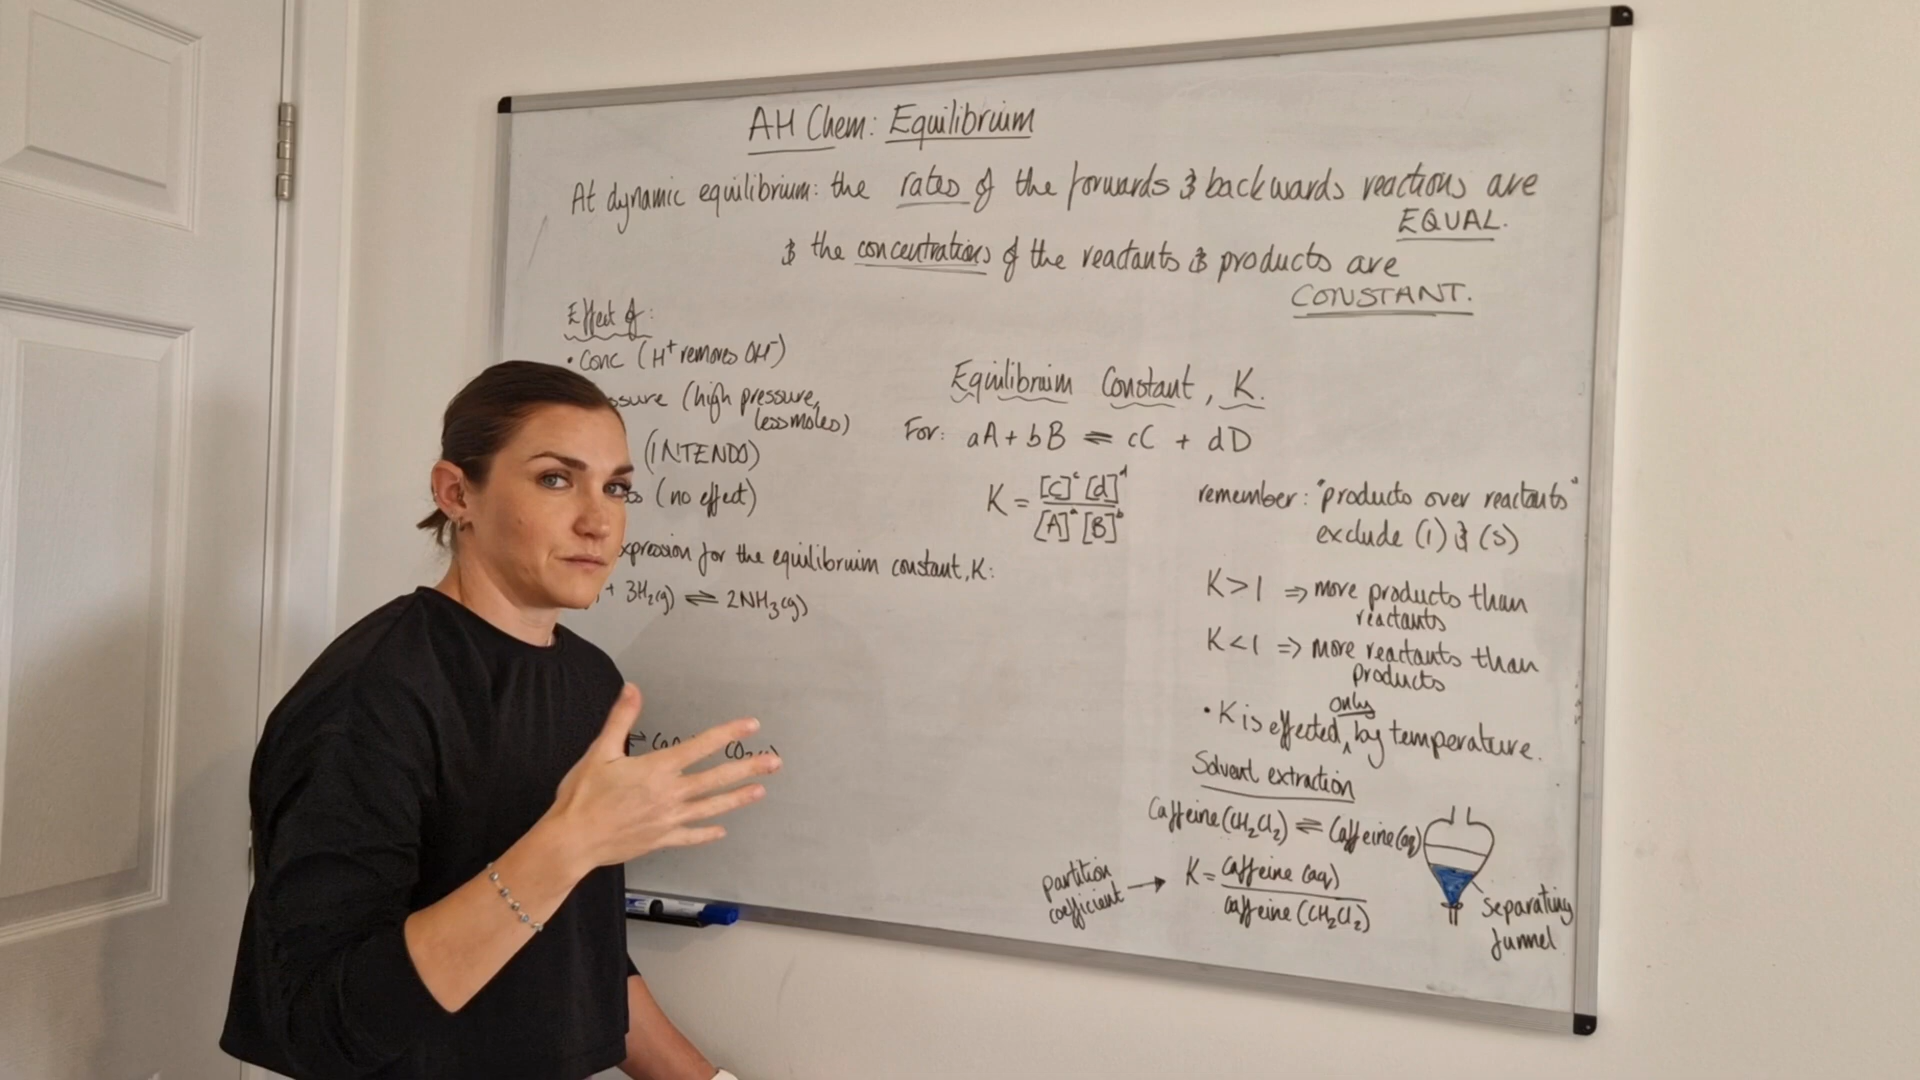 AH Chem: Equilibrium
At dynamic equilibrium: the rates of the forwards & backwards reactions are
EQUAL.
& the concentrations of the reactants & products are
CONSTANT.
Effect of:
• Conc (H⁺ removes OH⁻)
ssure (high pressure,
less moles)
(INTENDO)
(no effect)
xpression for the equilibrium constant, K:
+ 3H₂(g) ⇌ 2NH₃(g)
⇌ CO₂
Equilibrium Constant, K.
For: aA + bB ⇌ cC + dD
K = [C]ᶜ [d]ᵈ
[A]ᵃ [B]ᵇ
remember: "products over reactants"
exclude (l) & (s)
K > 1 ⇒ more products than
reactants
K < 1 ⇒ more reactants than
products
only
• K is effected ^ by temperature.
Solvent extraction
Caffeine (CH₂Cl₂) ⇌ Caffeine (aq)
partition
coefficient → K = caffeine (aq)
caffeine (CH₂Cl₂)
separating
funnel